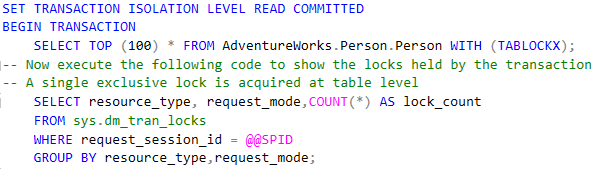 SET TRANSACTION ISOLATION LEVEL READ COMMITTED
BEGIN TRANSACTION
SELECT TOP (100) * FROM AdventureWorks.Person.Person WITH (TABLOCKX);
-- Now execute the following code to show the locks held by the transaction
-- A single exclusive lock is acquired at table level
SELECT resource_type, request_mode,COUNT(*) AS lock_count
FROM sys.dm_tran_locks
WHERE request_session_id = @@SPID
GROUP BY resource_type,request_mode;